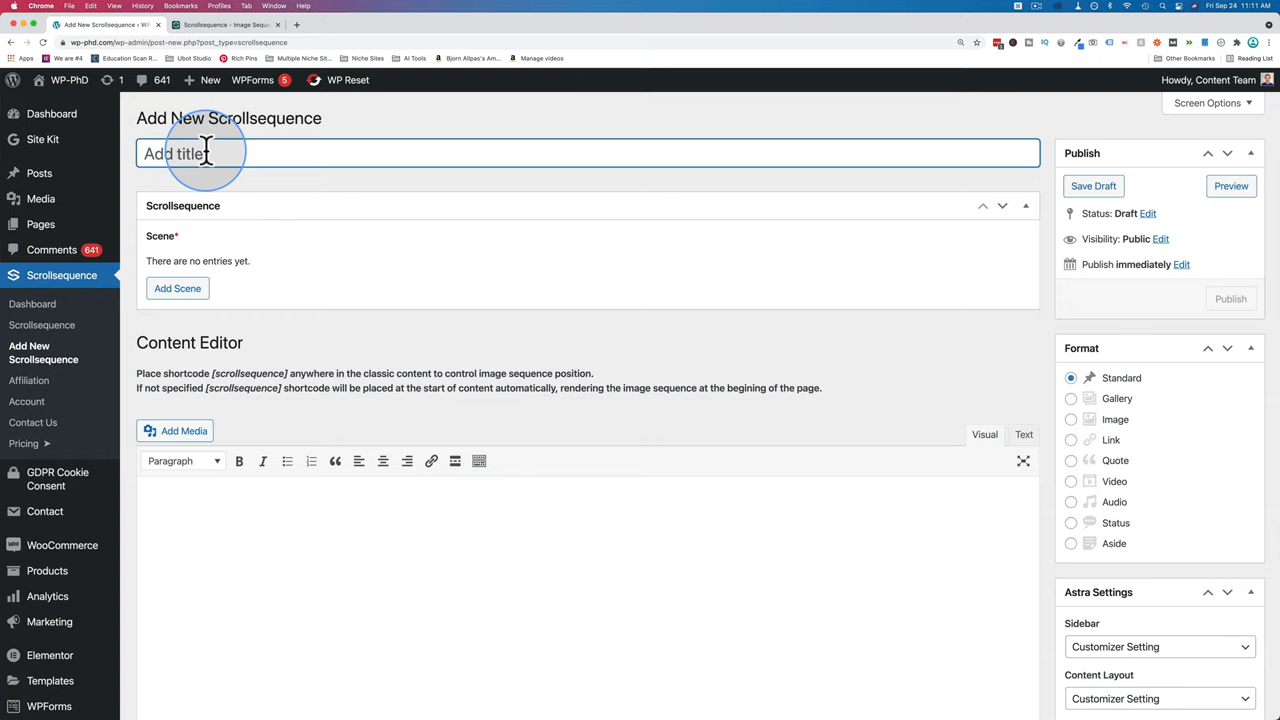 Chrome File Edit View History Bookmarks Profiles Tab Window Help
Fri Sep 24 11:11 AM
Add New Scrollsequence ‹ WP
Scrollsequence - Image Sequ
wp-phd.com/wp-admin/post-new.php?post_type=scrollsequence
Apps We are #4 Education Scan R... Ubot Studio Rich Pins Multiple Niche Sites Niche Sites AI Tools Bjorn Allpas's Am... Manage videos Other Bookmarks Reading List
WP-PhD 1 641 New WPForms 5 WP Reset Howdy, Content Team
Screen Options
Dashboard
Site Kit
Posts
Media
Pages
Comments 641
Scrollsequence
Dashboard
Scrollsequence
Add New
Scrollsequence
Affiliation
Account
Contact Us
Pricing ➤
GDPR Cookie
Consent
Contact
WooCommerce
Products
Analytics
Marketing
Elementor
Templates
WPForms
Add New Scrollsequence
Add title
Scrollsequence
Scene*
There are no entries yet.
Add Scene
Content Editor
Place shortcode [scrollsequence] anywhere in the classic content to control image sequence position.
If not specified [scrollsequence] shortcode will be placed at the start of content automatically, rendering the image sequence at the begining of the page.
Add Media
Visual Text
Paragraph
Publish
Save Draft Preview
Status: Draft Edit
Visibility: Public Edit
Publish immediately Edit
Publish
Format
Standard
Gallery
Image
Link
Quote
Video
Audio
Status
Aside
Astra Settings
Sidebar
Customizer Setting
Content Layout
Customizer Setting